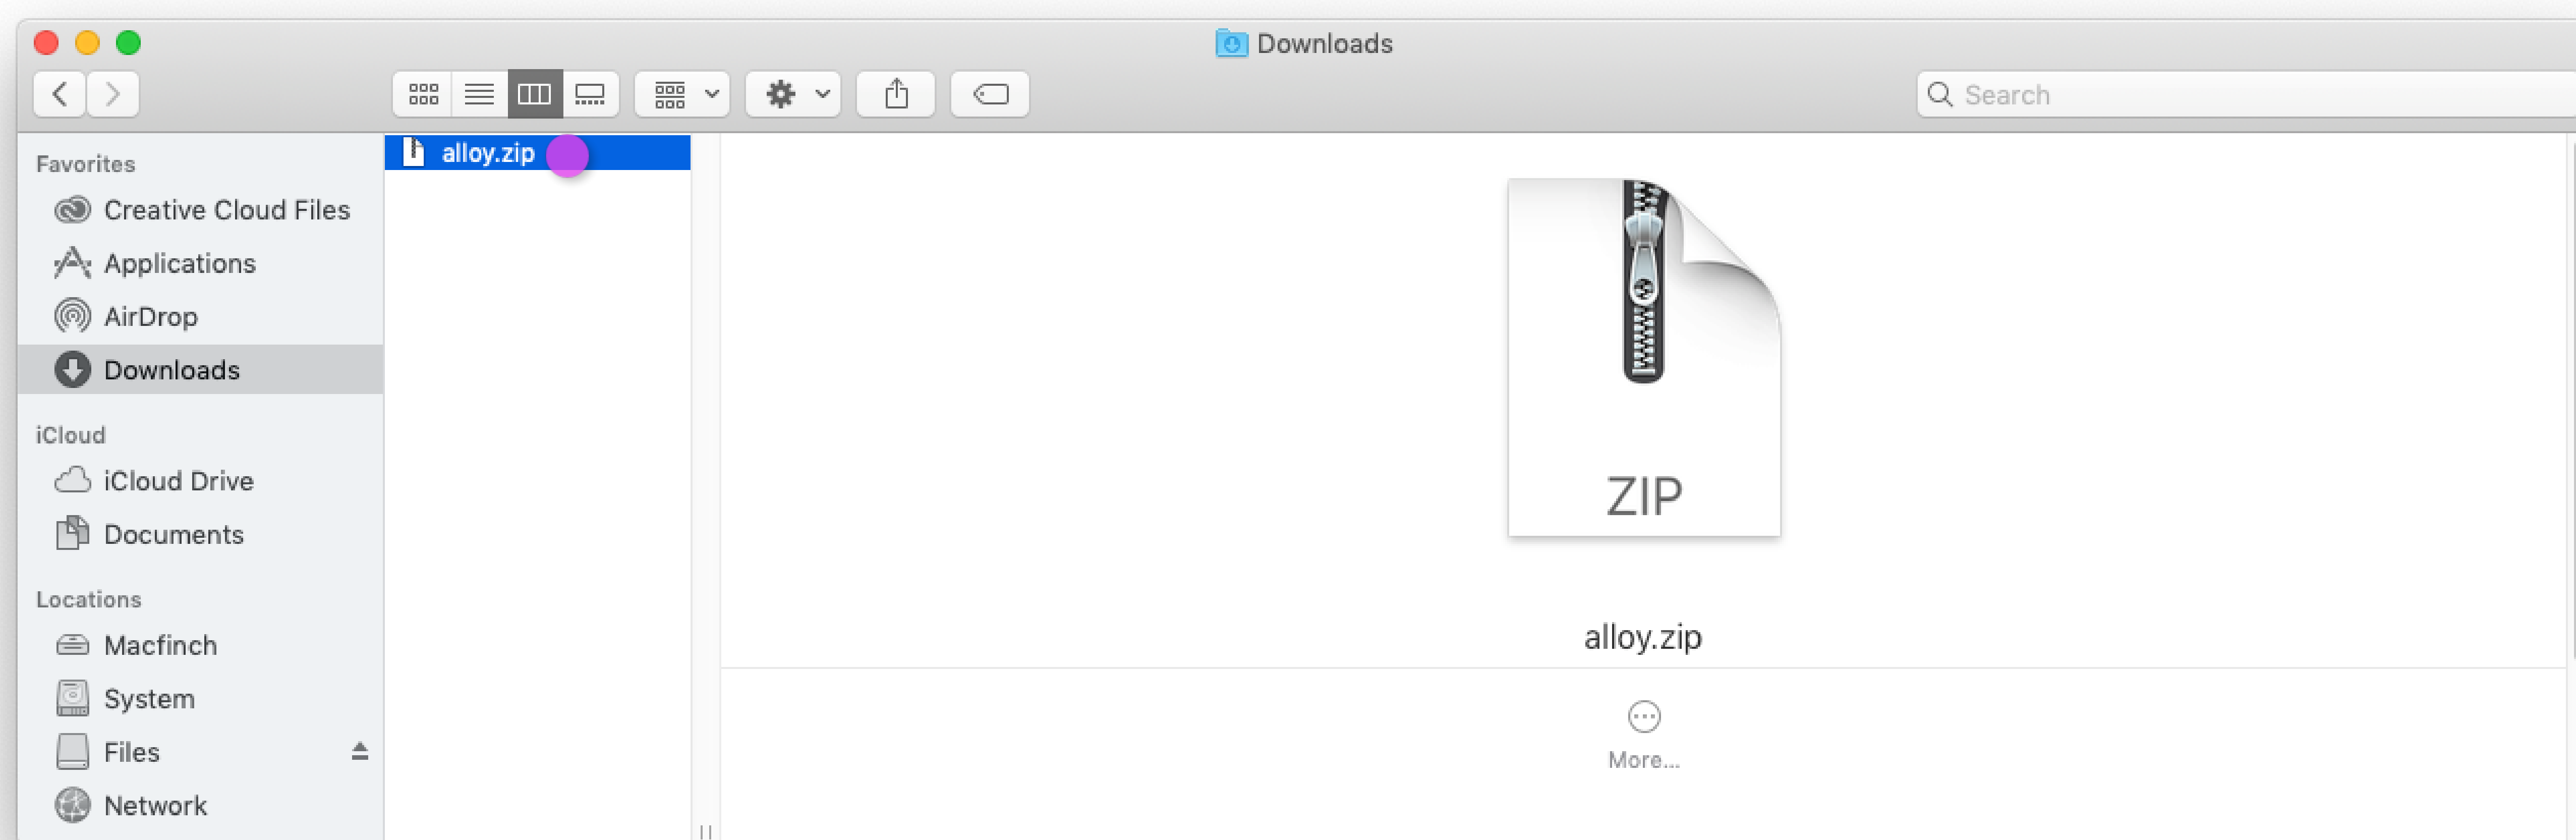 Downloads
Search
Favorites
Creative Cloud Files
Applications
AirDrop
Downloads
iCloud
iCloud Drive
Documents
Locations
Macfinch
System
Files
Network
alloy.zip
ZIP
alloy.zip
More...